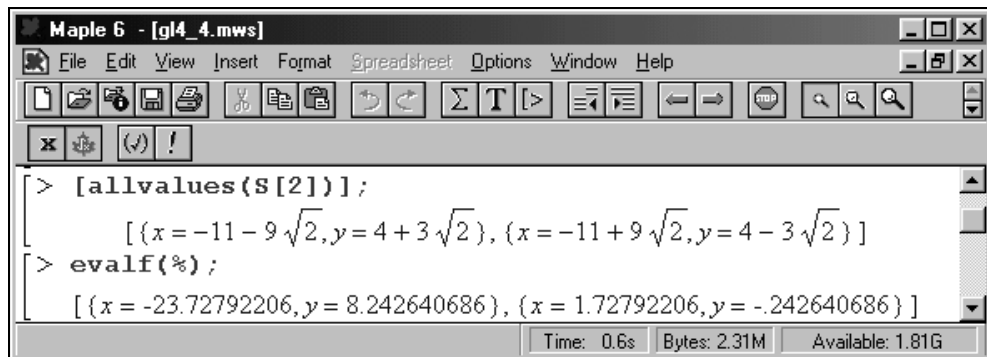 Maple 6 - [gl4_4.mws]
File Edit View Insert Format Spreadsheet Options Window Help
Σ T [> STOP
x (√) !
[> [allvalues(S[2])];
[{x = −11 − 9 √2, y = 4 + 3 √2}, {x = −11 + 9 √2, y = 4 − 3 √2}]
[> evalf(%);
[{x = -23.72792206, y = 8.242640686}, {x = 1.72792206, y = -.242640686}]
Time: 0.6s Bytes: 2.31M Available: 1.81G